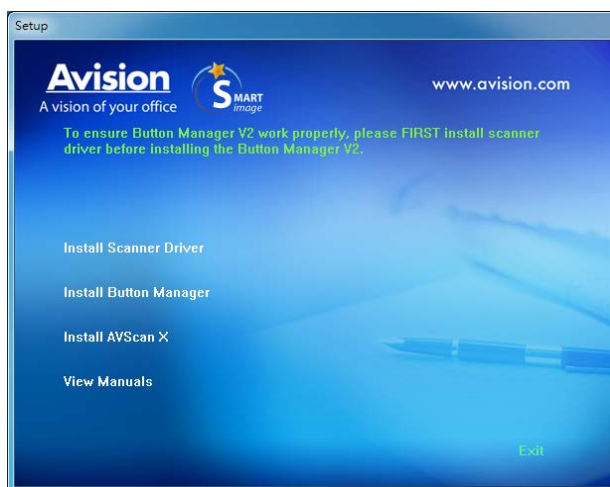 Setup
Avision
A vision of your office
SMART
image
www.avision.com
To ensure Button Manager V2 work properly, please FIRST install scanner
driver before installing the Button Manager V2.
Install Scanner Driver
Install Button Manager
Install AVScan X
View Manuals
Exit